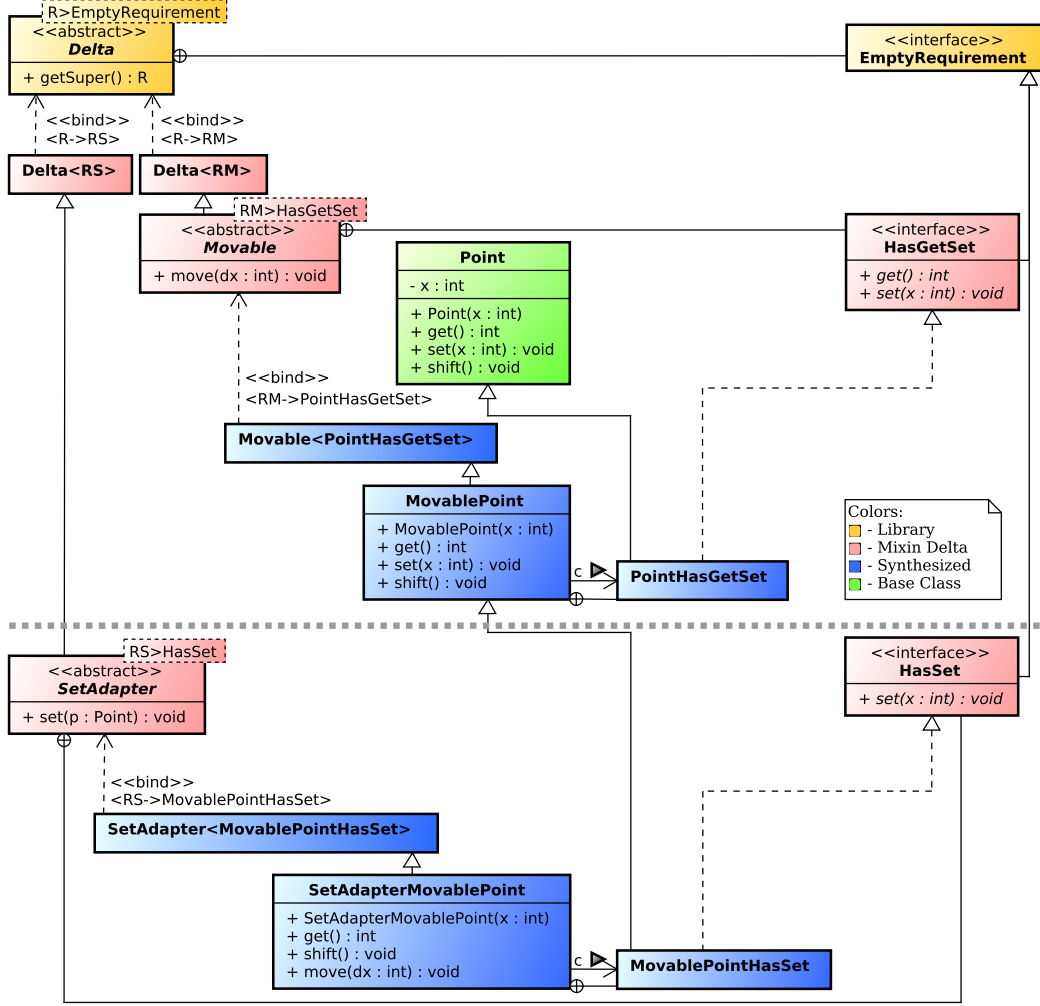 R>EmptyRequirement
<<abstract>>
Delta
+ getSuper() : R
<<interface>>
EmptyRequirement
<<bind>>
<R->RS>
<<bind>>
<R->RM>
Delta<RS>
Delta<RM>
RM>HasGetSet
<<abstract>>
Movable
+ move(dx : int) : void
<<interface>>
HasGetSet
+ get() : int
+ set(x : int) : void
Point
- x : int
+ Point(x : int)
+ get() : int
+ set(x : int) : void
+ shift() : void
<<bind>>
<RM->PointHasGetSet>
Movable<PointHasGetSet>
MovablePoint
+ MovablePoint(x : int)
+ get() : int
+ set(x : int) : void
+ shift() : void
c
PointHasGetSet
Colors:
- Library
- Mixin Delta
- Synthesized
- Base Class
RS>HasSet
<<abstract>>
SetAdapter
+ set(p : Point) : void
<<interface>>
HasSet
+ set(x : int) : void
<<bind>>
<RS->MovablePointHasSet>
SetAdapter<MovablePointHasSet>
SetAdapterMovablePoint
+ SetAdapterMovablePoint(x : int)
+ get() : int
+ shift() : void
+ move(dx : int) : void
c
MovablePointHasSet